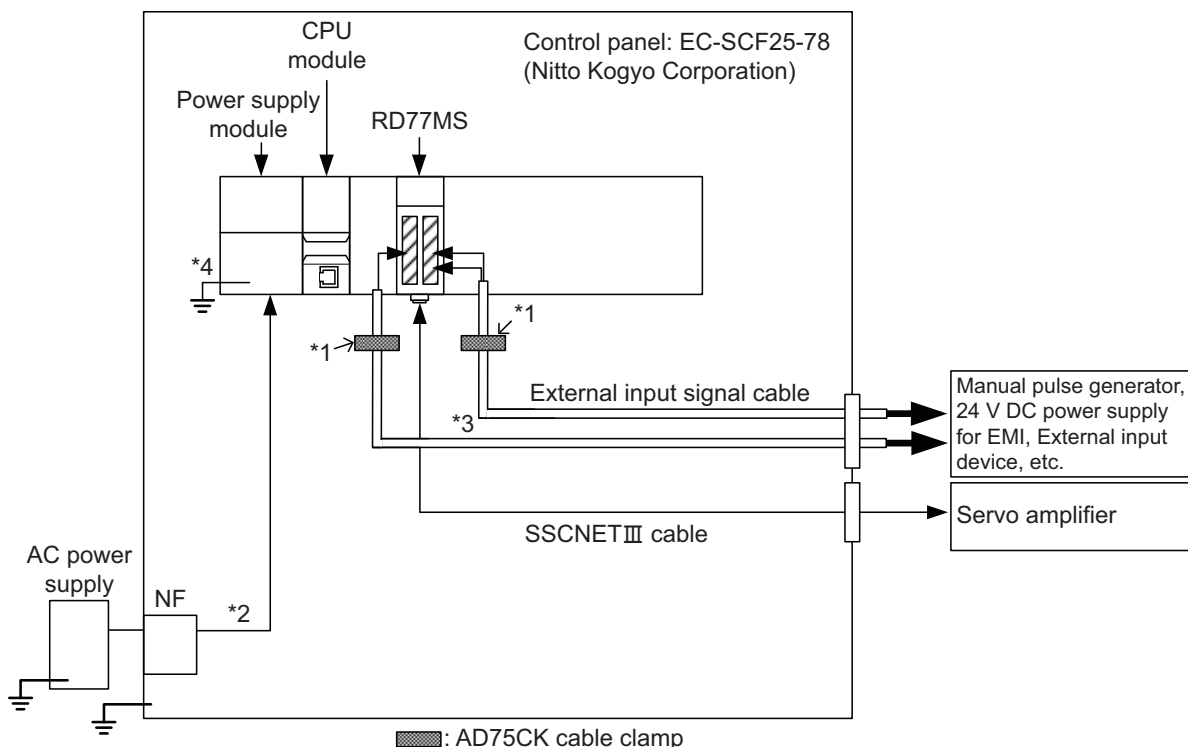 CPU
module
Control panel: EC-SCF25-78
(Nitto Kogyo Corporation)
Power supply
module
RD77MS
*4
*1
*1
External input signal cable
*3
Manual pulse generator,
24 V DC power supply
for EMI, External input
device, etc.
SSCNETⅢ cable
Servo amplifier
AC power
supply
NF
*2
: AD75CK cable clamp